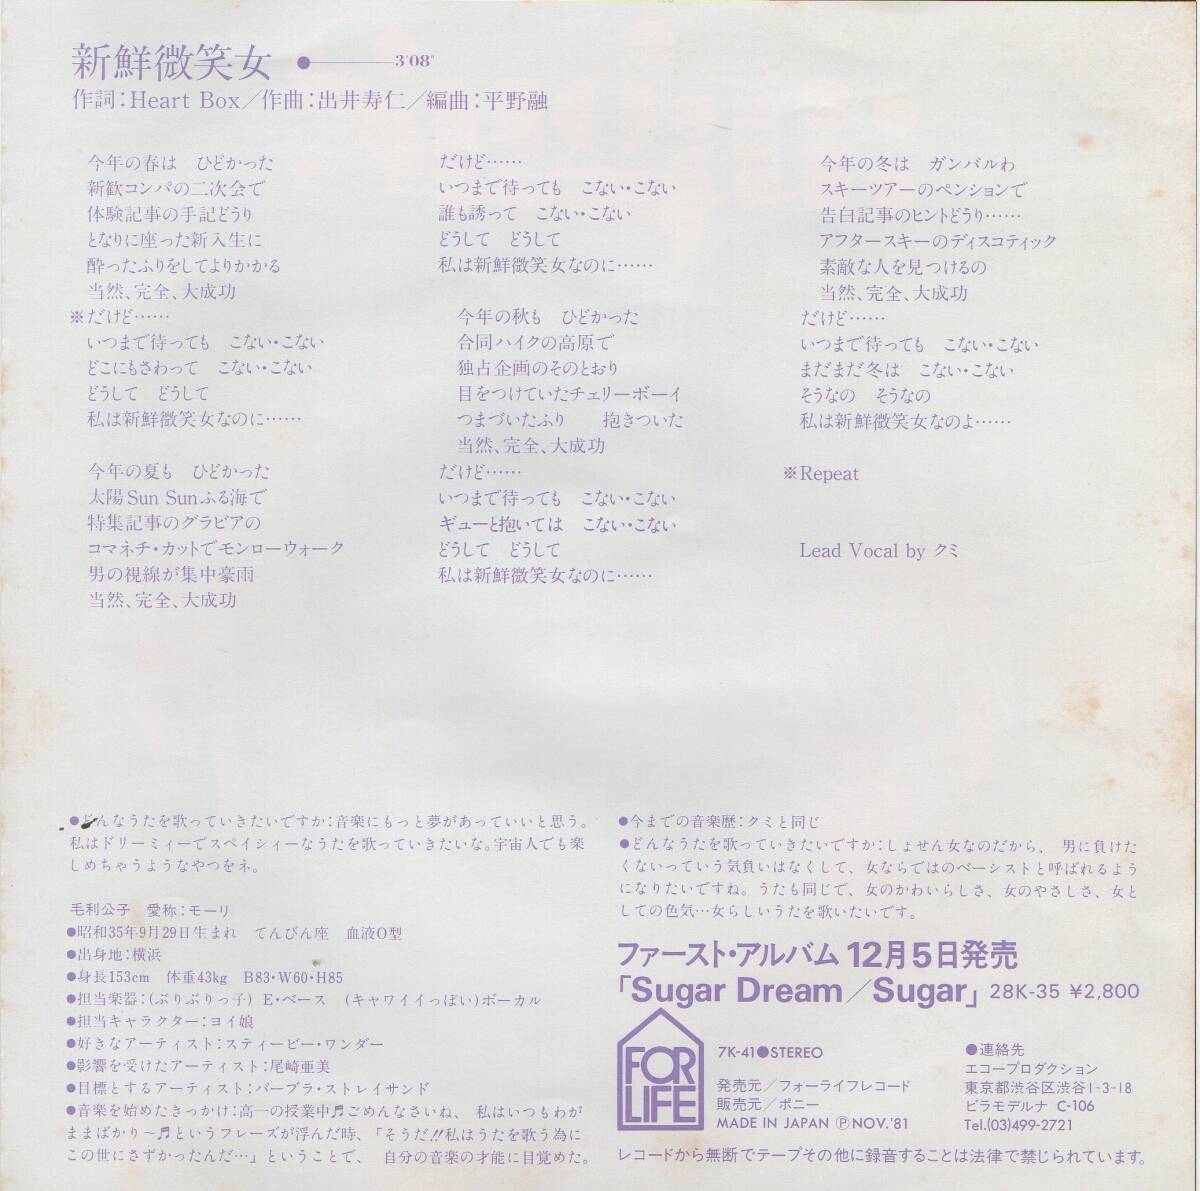 新鮮微笑女 ●――― 3'08"
作詞:Heart Box/作曲:出井寿仁/編曲:平野融
今年の春は ひどかった
新歓コンパの二次会で
体験記事の手記どうり
となりに座った新入生に
酔ったふりをしてよりかかる
当然、完全、大成功
※だけど……
いつまで待っても こない・こない
どこにもさわって こない・こない
どうして どうして
私は新鮮微笑女なのに……
今年の夏も ひどかった
太陽Sun Sunふる海で
特集記事のグラビアの
コマネチ・カットでモンローウォーク
男の視線が集中豪雨
当然、完全、大成功
だけど……
いつまで待っても こない・こない
誰も誘って こない・こない
どうして どうして
私は新鮮微笑女なのに……
今年の秋も ひどかった
合同ハイクの高原で
独占企画のそのとおり
目をつけていたチェリーボーイ
つまづいたふり 抱きついた
当然、完全、大成功
だけど……
いつまで待っても こない・こない
ギューと抱いては こない・こない
どうして どうして
私は新鮮微笑女なのに……
今年の冬は ガンバルわ
スキーツアーのペンションで
告白記事のヒントどうり……
アフタースキーのディスコティック
素敵な人を見つけるの
当然、完全、大成功
だけど……
いつまで待っても こない・こない
まだまだ冬は こない・こない
そうなの そうなの
私は新鮮微笑女なのよ……
※Repeat
Lead Vocal by クミ
●どんなうたを歌っていきたいですか:音楽にもっと夢があっていいと思う。
私はドリーミィーでスペイシィーなうたを歌っていきたいな。宇宙人でも楽
しめちゃうようなやつをネ。
毛利公子 愛称:モーリ
●昭和35年9月29日生まれ てんびん座 血液O型
●出身地:横浜
●身長153cm 体重43kg B83・W60・H85
●担当楽器:(ぶりぶりっ子) E・ベース (キャワイイっぽい)ボーカル
●担当キャラクター:ヨイ娘
●好きなアーティスト:スティービー・ワンダー
●影響を受けたアーティスト:尾崎亜美
●目標とするアーティスト:バーブラ・ストレイサンド
●音楽を始めたきっかけ:高一の授業中♬ごめんなさいね、 私はいつもわが
ままばかり〜♬というフレーズが浮んだ時、「そうだ!!私はうたを歌う為に
この世にさずかったんだ…」ということで、 自分の音楽の才能に目覚めた。
●今までの音楽歴:クミと同じ
●どんなうたを歌っていきたいですか:しょせん女なのだから、 男に負けた
くないっていう気負いはなくして、女ならではのベーシストと呼ばれるよう
になりたいですね。うたも同じで、女のかわいらしさ、女のやさしさ、女と
しての色気…女らしいうたを歌いたいです。
ファースト・アルバム 12月5日発売
「Sugar Dream/Sugar」 28K-35 ¥2,800
FOR
LIFE
7K-41●STEREO
発売元/フォーライフレコード
販売元/ポニー
MADE IN JAPAN ℗NOV.'81
●連絡先
エコープロダクション
東京都渋谷区渋谷1-3-18
ビラモデルナ C-106
Tel.(03)499-2721
レコードから無断でテープその他に録音することは法律で禁じられています。